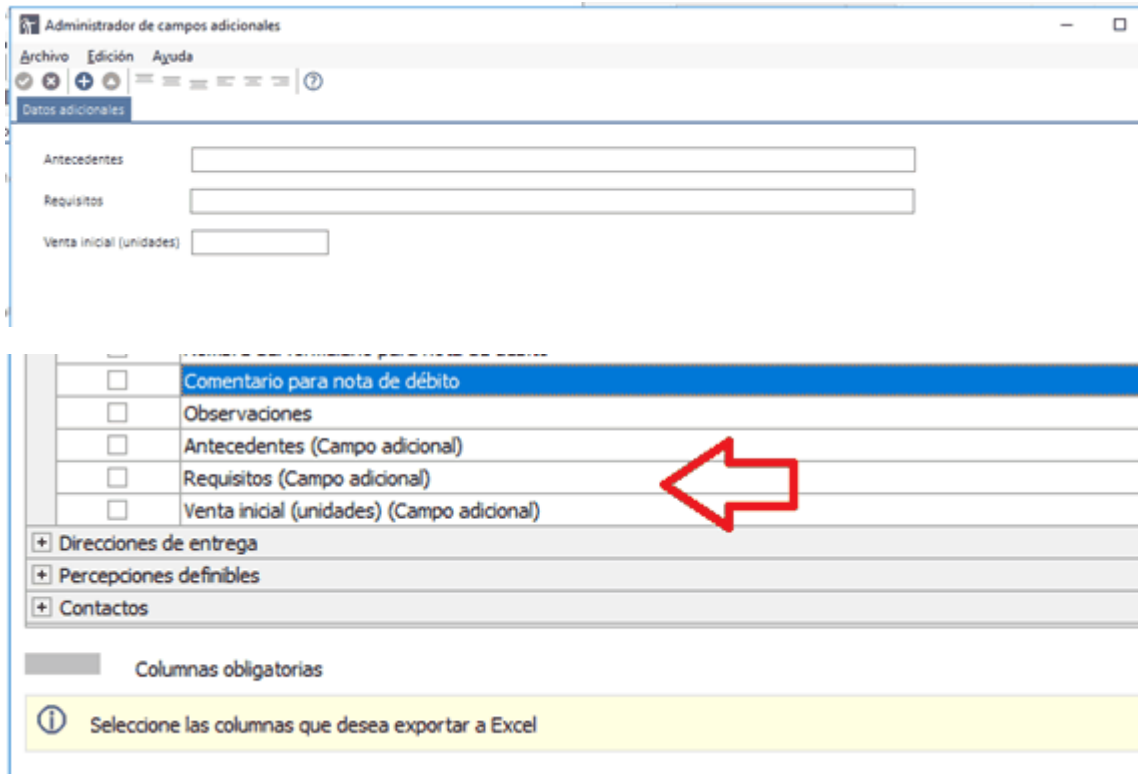 Administrador de campos adicionales
Archivo Edición Ayuda
Datos adicionales
Antecedentes
Requisitos
Venta inicial (unidades)
Comentario para nota de débito
Observaciones
Antecedentes (Campo adicional)
Requisitos (Campo adicional)
Venta inicial (unidades) (Campo adicional)
Direcciones de entrega
Percepciones definibles
Contactos
Columnas obligatorias
Seleccione las columnas que desea exportar a Excel